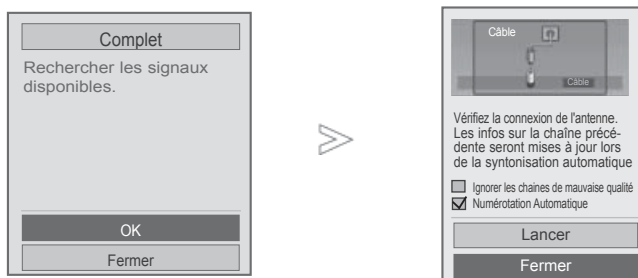 Complet
Rechercher les signaux
disponibles.
OK
Fermer
Câble
Câble
Vérifiez la connexion de l'antenne.
Les infos sur la chaîne précé-
dente seront mises à jour lors
de la syntonisation automatique
Ignorer les chaines de mauvaise qualité
Numérotation Automatique
Lancer
Fermer